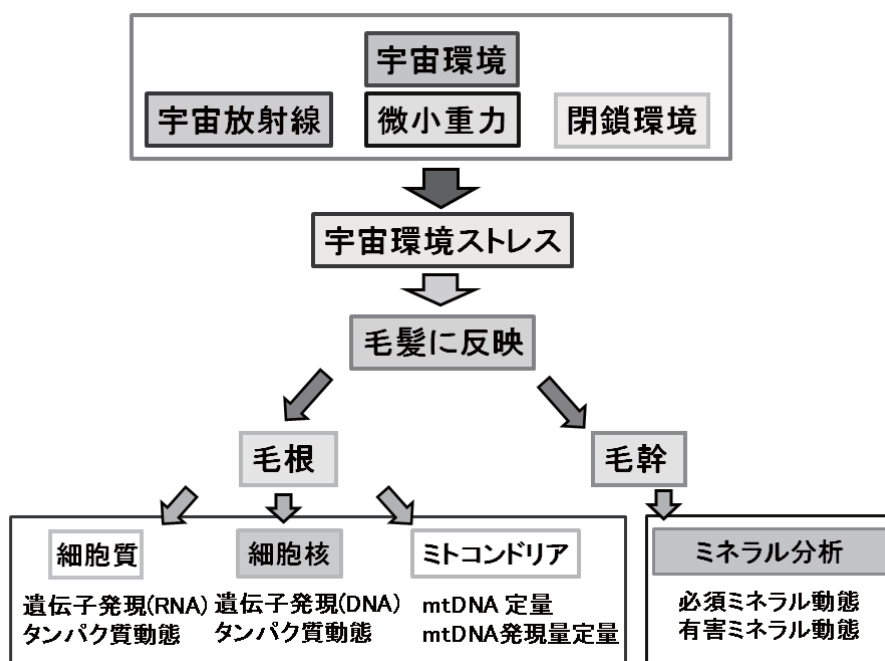 宇宙環境
宇宙放射線
微小重力
閉鎖環境
宇宙環境ストレス
毛髪に反映
毛根
毛幹
細胞質
遺伝子発現(RNA)
タンパク質動態
細胞核
遺伝子発現(DNA)
タンパク質動態
ミトコンドリア
mtDNA 定量
mtDNA発現量定量
ミネラル分析
必須ミネラル動態
有害ミネラル動態